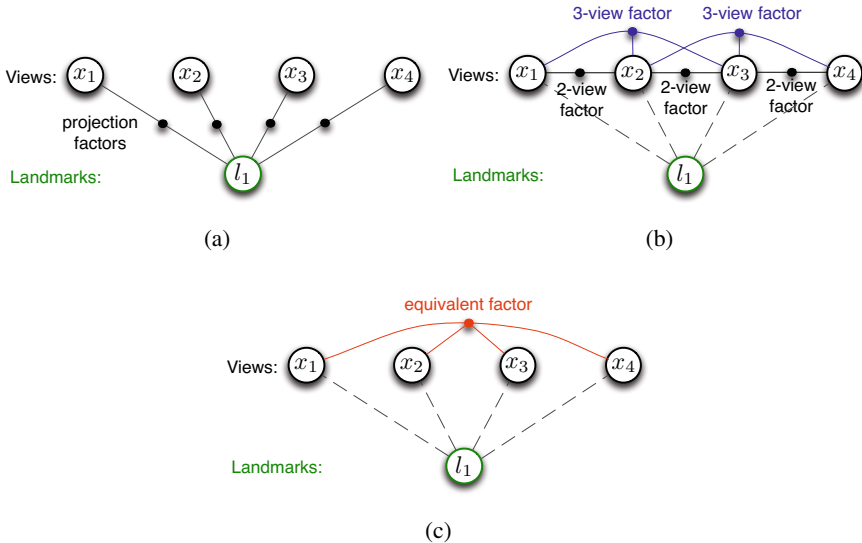 Views: x₁ x₂ x₃ x₄
projection
factors
Landmarks: l₁
(a)
3-view factor 3-view factor
Views: x₁ x₂ x₃ x₄
2-view
factor
2-view
factor
2-view
factor
Landmarks: l₁
(b)
equivalent factor
Views: x₁ x₂ x₃ x₄
Landmarks: l₁
(c)